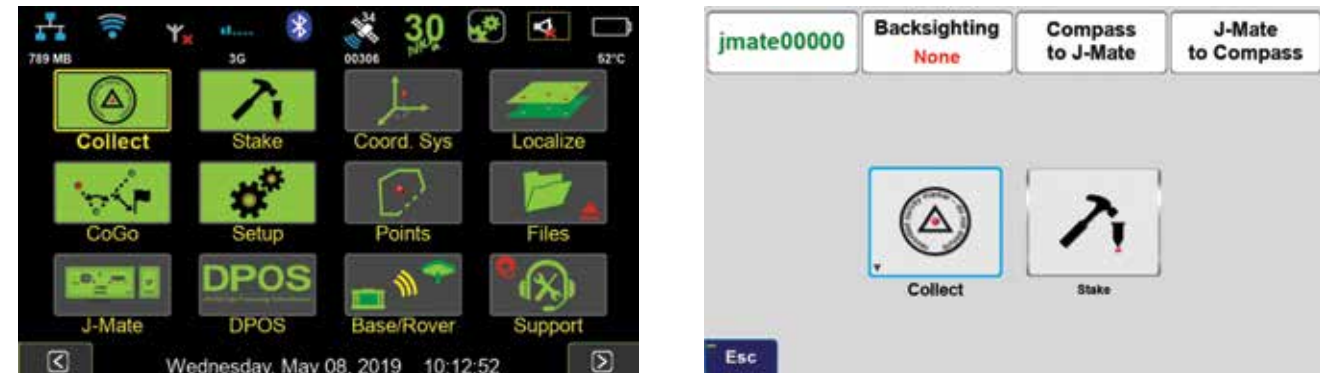 34
30
789 MB
3G
00306
52°C
Collect
Stake
Coord. Sys
Localize
CoGo
Setup
Points
Files
DPOS
J-Mate
DPOS
Base/Rover
Support
Wednesday, May 08, 2019 10:12:52
jmate00000
Backsighting
None
Compass
to J-Mate
J-Mate
to Compass
Collect
Stake
Esc